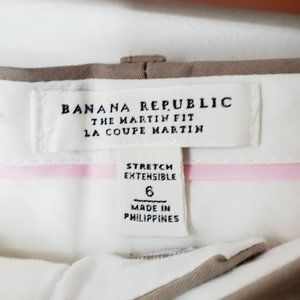 BANANA REPUBLIC
THE MARTIN FIT
LA COUPE MARTIN
STRETCH
EXTENSIBLE
6
MADE IN
PHILIPPINES